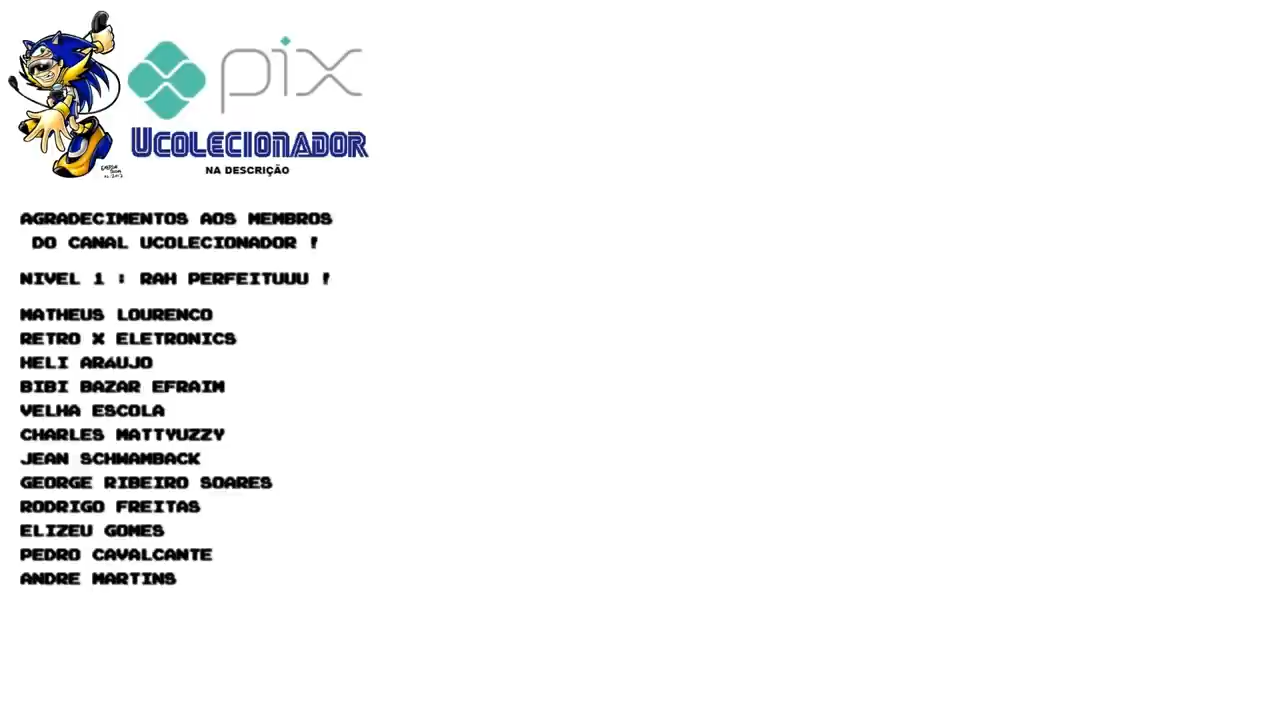 pix
UCOLECIONADOR
NA DESCRIÇÃO
AGRADECIMENTOS AOS MEMBROS
DO CANAL UCOLECIONADOR !
NIVEL 1 : RAH PERFEITUUU !
MATHEUS LOURENCO
RETRO X ELETRONICS
HELI ARáUJO
BIBI BAZAR EFRAIM
VELHA ESCOLA
CHARLES MATTYUZZY
JEAN SCHWAMBACK
GEORGE RIBEIRO SOARES
RODRIGO FREITAS
ELIZEU GOMES
PEDRO CAVALCANTE
ANDRE MARTINS